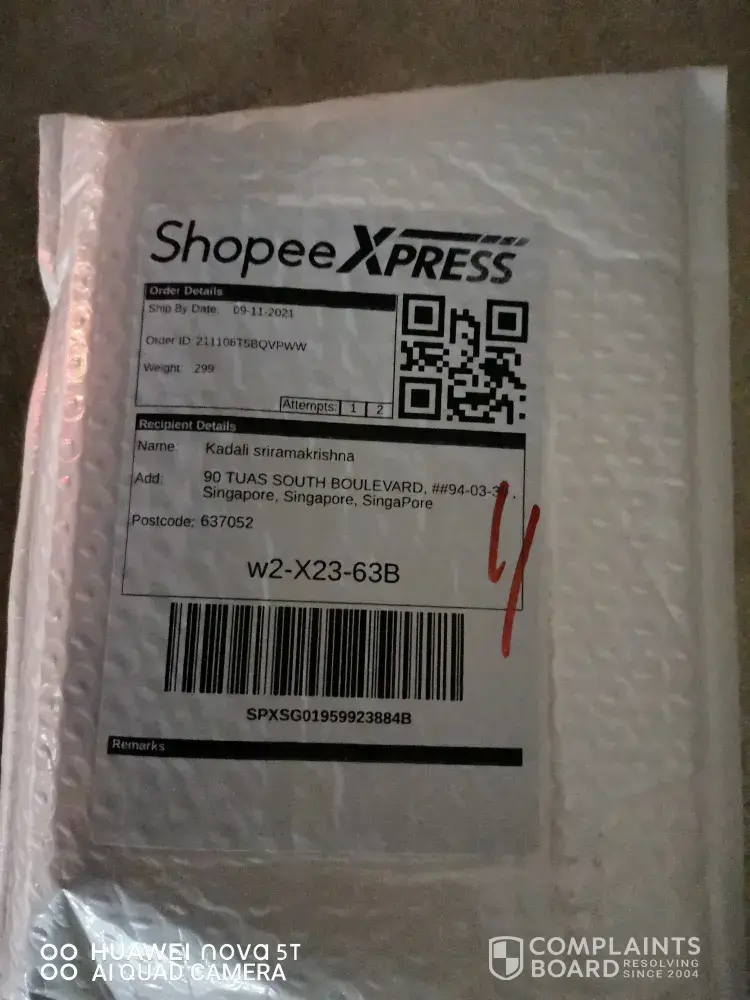 Shopee XPRESS
Order Details
Ship By Date: 09-11-2021
Order ID: 211106TSBQVPWW
Weight: 299
Attempts: 1 2
Recipient Details
Name: Kadali sriramakrishna
Add: 90 TUAS SOUTH BOULEVARD, ##94-03-3 ,
Singapore, Singapore, SingaPore
Postcode: 637052
w2-X23-63B
SPXSG01959923884B
Remarks
HUAWEI nova 5T
AI QUAD CAMERA
COMPLAINTS
BOARD RESOLVING
SINCE 2004